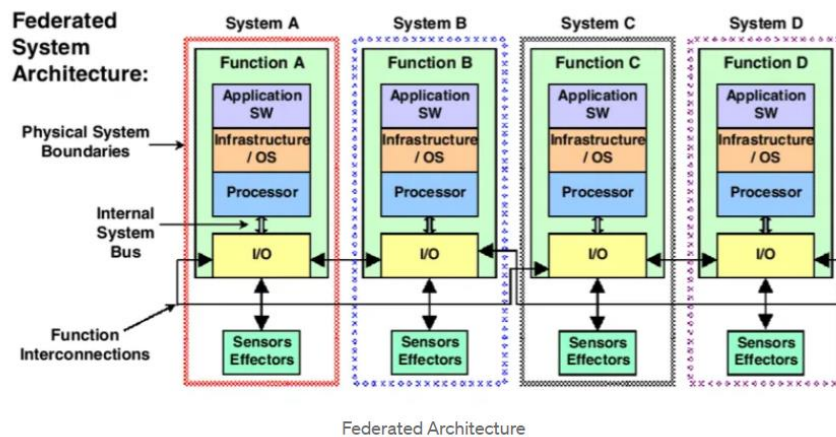 Federated
System
Architecture:
System A
System B
System C
System D
Function A
Function B
Function C
Function D
Application
SW
Application
SW
Application
SW
Application
SW
Physical System
Boundaries
Infrastructure
/ OS
Infrastructure
/ OS
Infrastructure
/ OS
Infrastructure
/ OS
Processor
Processor
Processor
Processor
Internal
System
Bus
I/O
I/O
I/O
I/O
Function
Interconnections
Sensors
Effectors
Sensors
Effectors
Sensors
Effectors
Sensors
Effectors
Federated Architecture